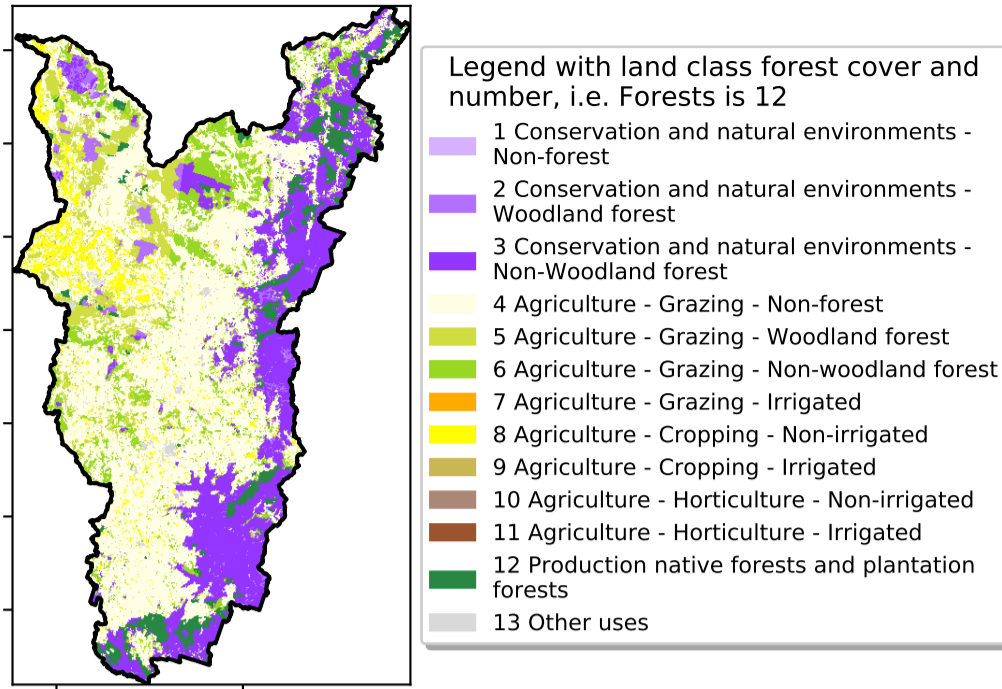 Legend with land class forest cover and
number, i.e. Forests is 12
1 Conservation and natural environments -
Non-forest
2 Conservation and natural environments -
Woodland forest
3 Conservation and natural environments -
Non-Woodland forest
4 Agriculture - Grazing - Non-forest
5 Agriculture - Grazing - Woodland forest
6 Agriculture - Grazing - Non-woodland forest
7 Agriculture - Grazing - Irrigated
8 Agriculture - Cropping - Non-irrigated
9 Agriculture - Cropping - Irrigated
10 Agriculture - Horticulture - Non-irrigated
11 Agriculture - Horticulture - Irrigated
12 Production native forests and plantation
forests
13 Other uses